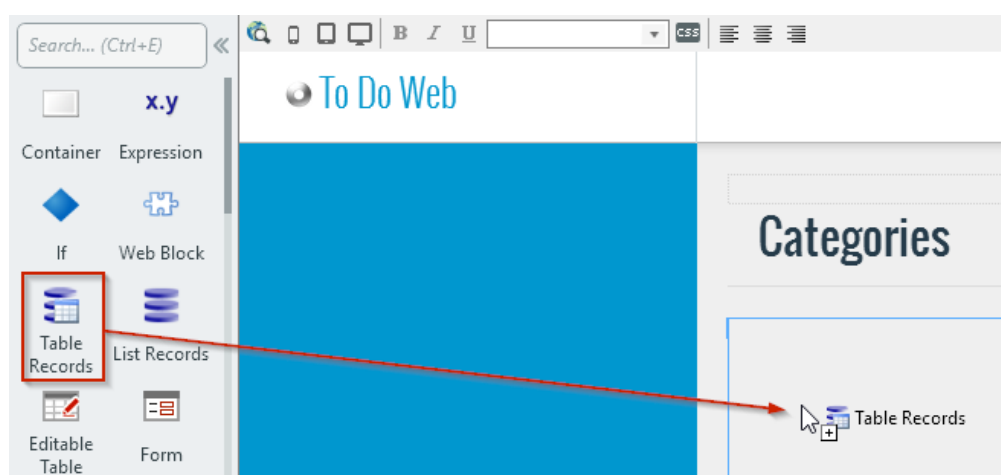 Search... (Ctrl+E)
B I U
CSS
To Do Web
x.y
Container
Expression
If
Web Block
Categories
Table
Records
List Records
Editable
Table
Form
Table Records